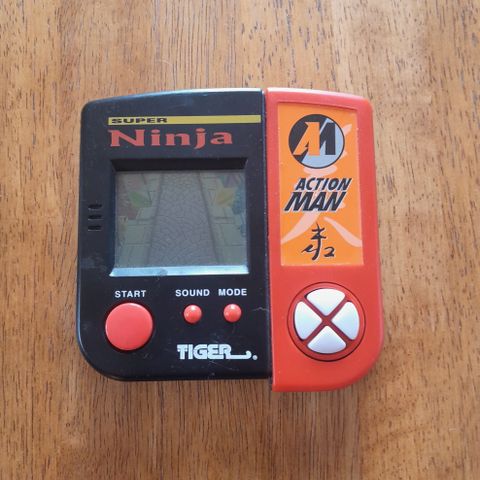 SUPER
Ninja
ACTION
MAN
START
SOUND MODE
TIGER